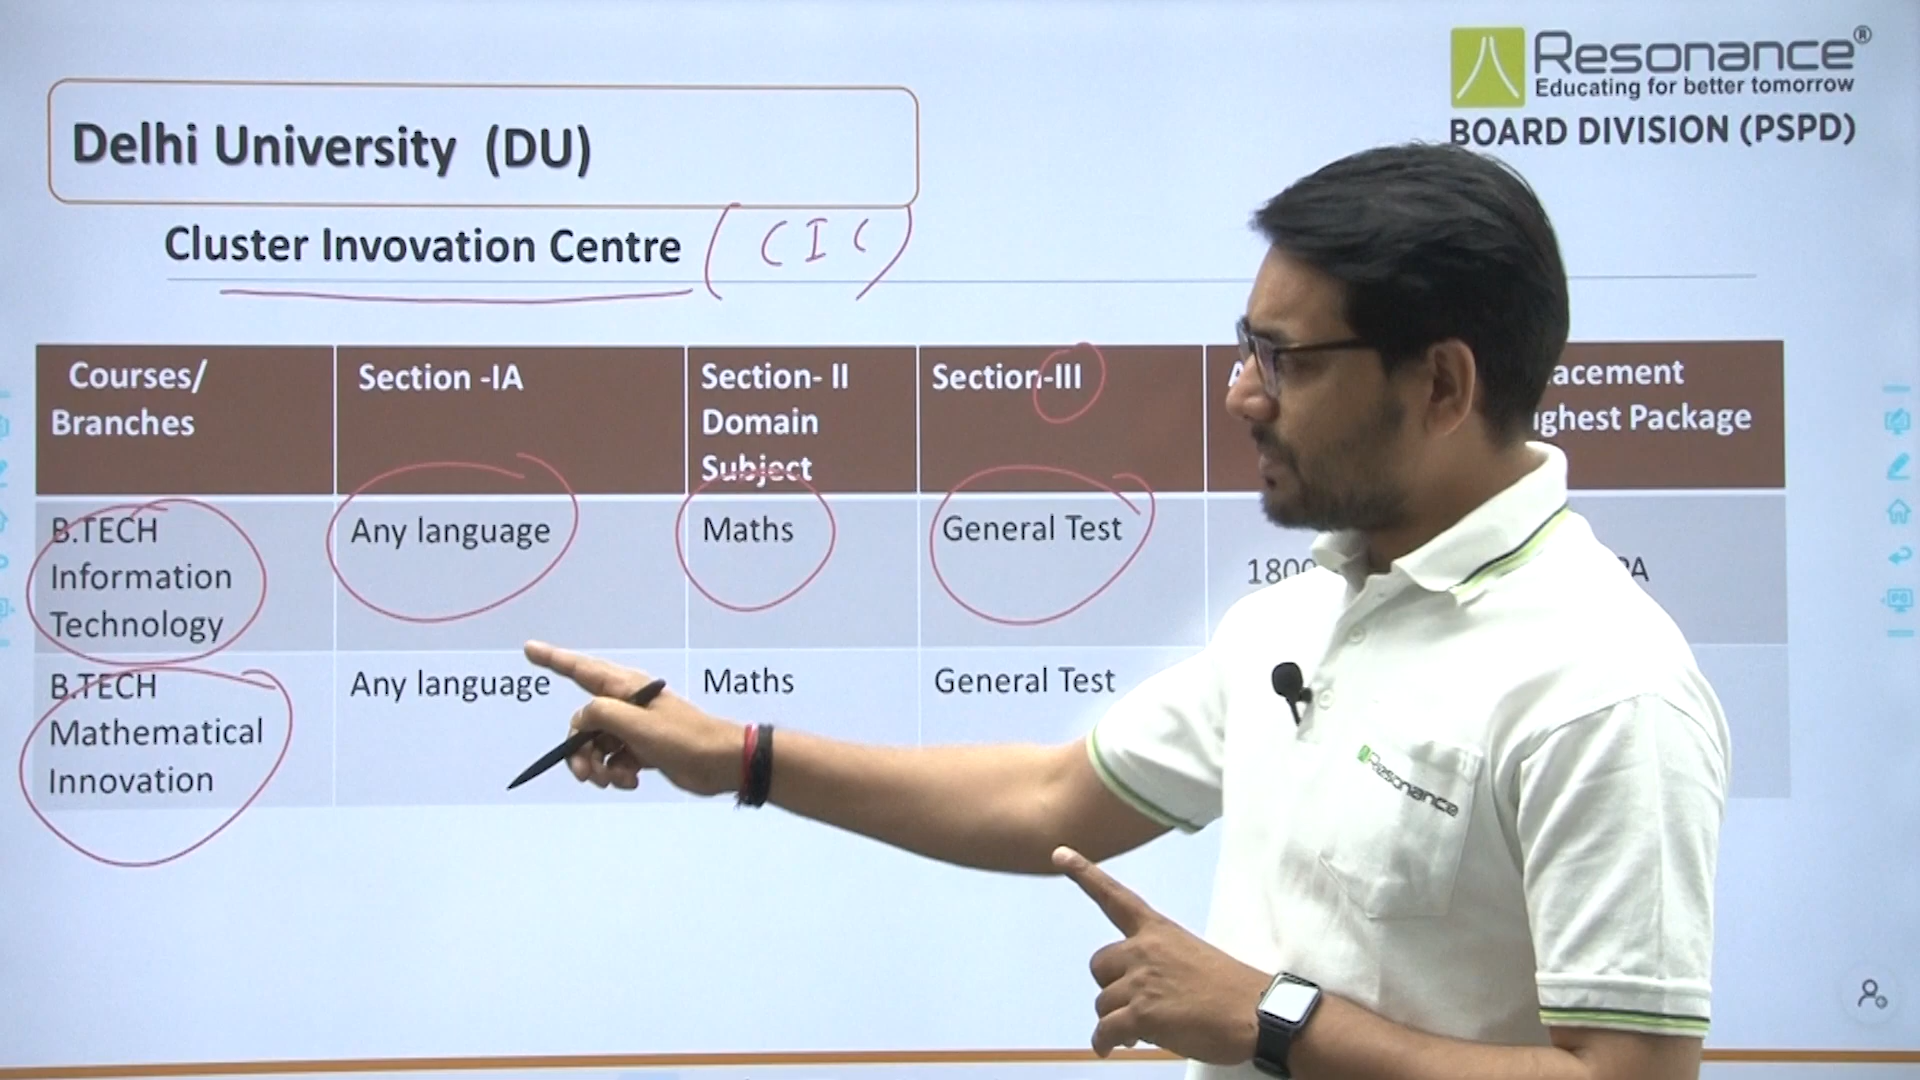 Resonance®
Educating for better tomorrow
BOARD DIVISION (PSPD)
Delhi University (DU)
Cluster Invovation Centre (CIC)
Courses/
Branches
Section -IA
Section- II
Domain
Subject
Section-III
B.TECH
Information
Technology
Any language
Maths
General Test
B.TECH
Mathematical
Innovation
Any language
Maths
General Test
Package
Resonance